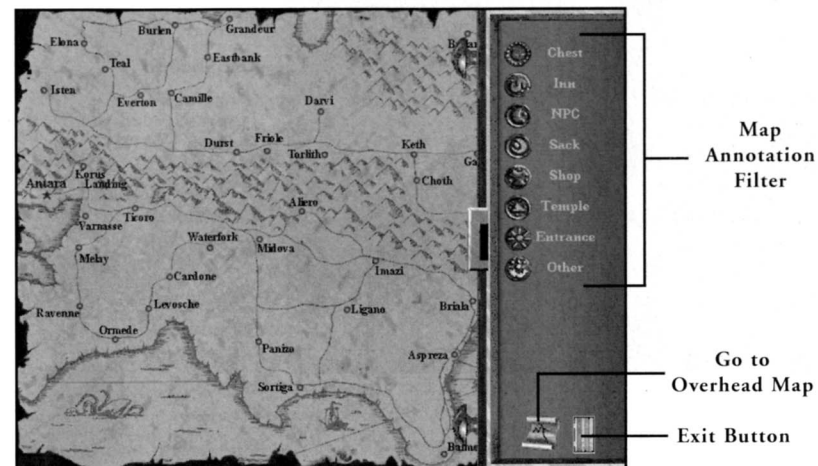 Grandeur
Burlen
Elona
Eastbank
Teal
Isten
Everton
Camille
Darvi
Durst
Friole
Torlitho
Keth
Choth
Korus
Landing
Antara
Ticoro
Varnasse
Aliero
Waterfork
Midova
Melay
Imazi
Cardone
Levosche
Ligano
Briala
Ravenne
Ormede
Panizo
Aspreza
Sortiga
Chest
Inn
NPC
Sack
Shop
Temple
Entrance
Other
Map
Annotation
Filter
Go to
Overhead Map
Exit Button